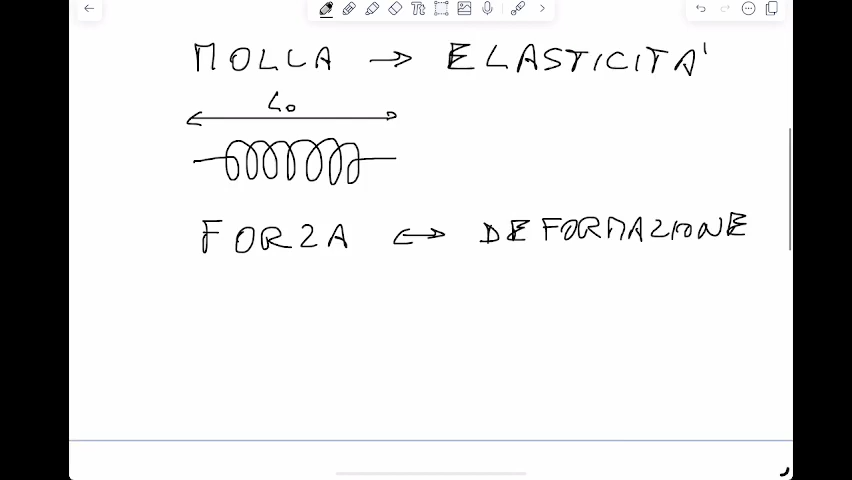 MOLLA → ELASTICITA'
L₀
FORZA ↔ DEFORMAZIONE